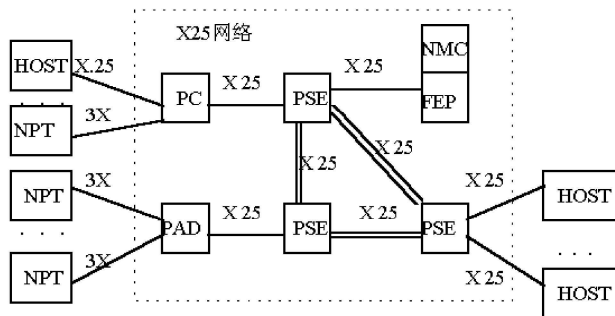 X25网络
HOST
X.25
. . .
NPT
3X
PC
X 25
PSE
X 25
NMC
FEP
X 25
X 25
NPT
3X
. . .
NPT
3X
PAD
X 25
PSE
X 25
PSE
X 25
HOST
. . .
X 25
HOST